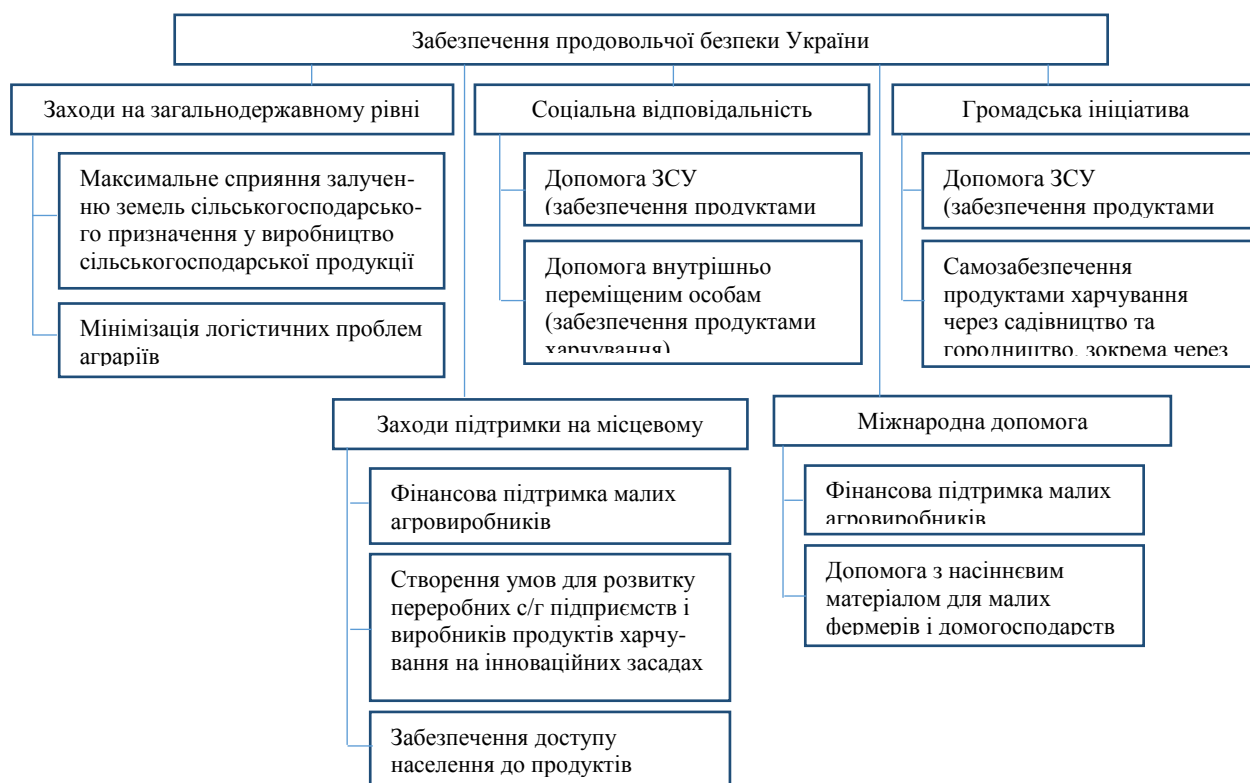 Забезпечення продовольчої безпеки України
Заходи на загальнодержавному рівні
Максимальне сприяння залучен-
ню земель сільськогосподарсько-
го призначення у виробництво
сільськогосподарської продукції
Мінімізація логістичних проблем
аграріїв
Соціальна відповідальність
Допомога ЗСУ
(забезпечення продуктами
Допомога внутрішньо
переміщеним особам
(забезпечення продуктами
харчування)
Громадська ініціатива
Допомога ЗСУ
(забезпечення продуктами
Самозабезпечення
продуктами харчування
через садівництво та
городництво, зокрема через
Заходи підтримки на місцевому
Фінансова підтримка малих
агровиробників
Створення умов для розвитку
переробних с/г підприємств і
виробників продуктів харчу-
вання на інноваційних засадах
Забезпечення доступу
населення до продуктів
Міжнародна допомога
Фінансова підтримка малих
агровиробників
Допомога з насіннєвим
матеріалом для малих
фермерів і домогосподарств